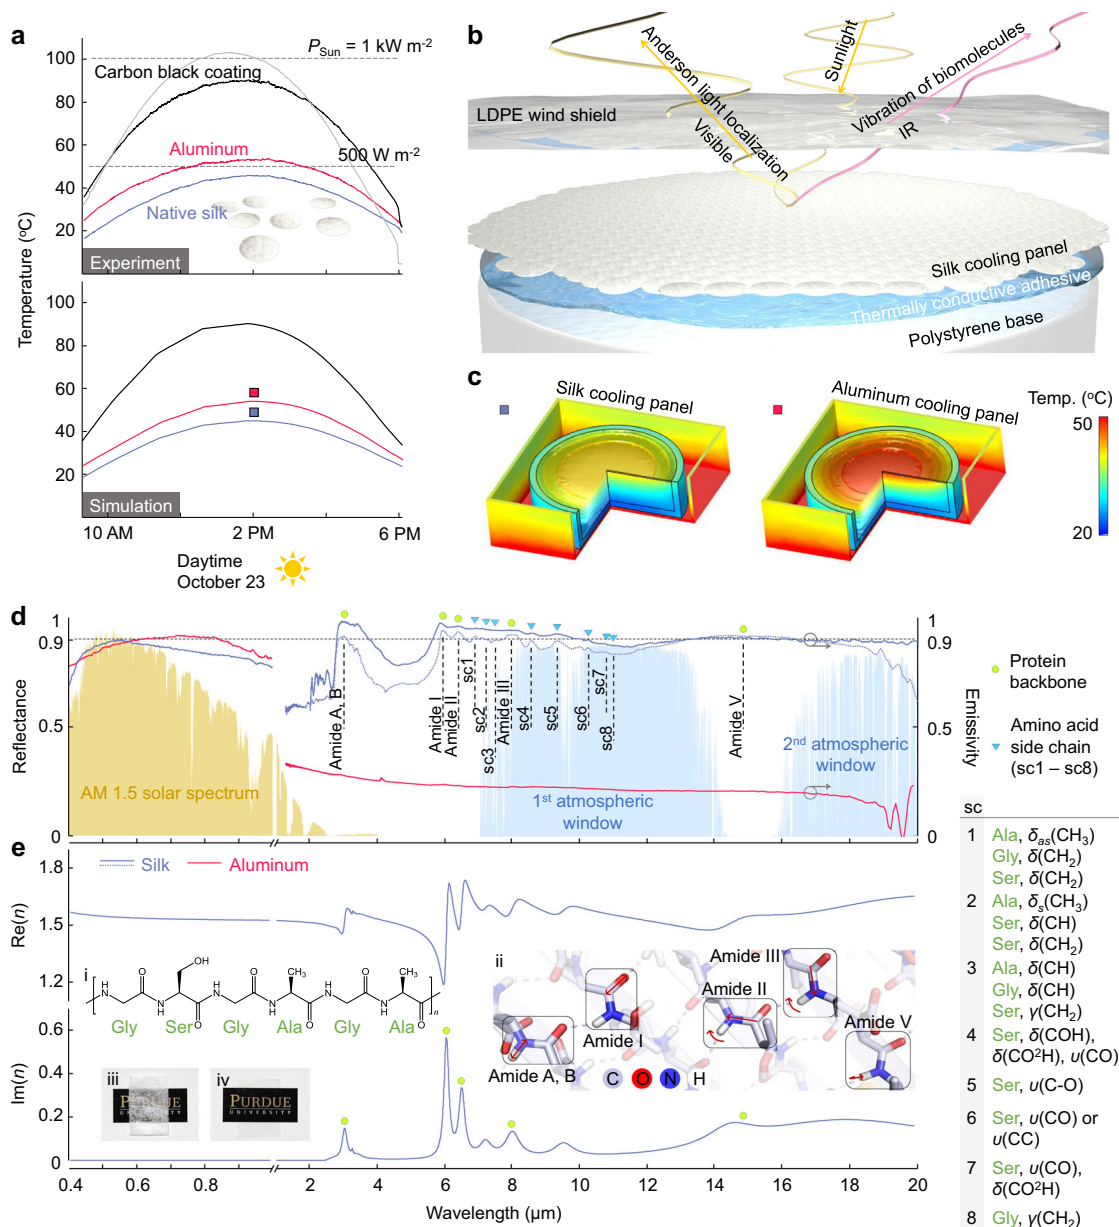 a
P_Sun = 1 kW m-2
100
Carbon black coating
80
60
Aluminum
500 W m-2
40
Native silk
20
Experiment
Temperature (oC)
80
60
40
20
Simulation
10 AM
2 PM
6 PM
Daytime
October 23
b
Anderson light localization
Visible
Sunlight
Vibration of biomolecules
IR
LDPE wind shield
Silk cooling panel
Thermally conductive adhesive
Polystyrene base
c
Silk cooling panel
Aluminum cooling panel
Temp. (oC)
50
20
d
1
0.9
0.5
0
Reflectance
Amide A, B
Amide I
Amide II
sc1
sc2
sc3
Amide III
sc4
sc5
sc6
sc7
sc8
Amide V
AM 1.5 solar spectrum
1st atmospheric
window
2nd atmospheric
window
1
0.9
0.5
0
Emissivity
Protein
backbone
Amino acid
side chain
(sc1 – sc8)
e
Silk
Aluminum
1.8
1.5
1.2
Re(n)
i
OH
O
H
N
N
H
O
H
N
O
CH3
N
H
O
H
N
O
CH3
N
H
O
n
Gly
Ser
Gly
Ala
Gly
Ala
ii
Amide A, B
Amide I
Amide II
Amide III
Amide V
C
O
N
H
0.6
0.4
0.2
0
Im(n)
iii
PURDUE
UNIVERSITY
iv
PURDUE
UNIVERSITY
0.4
0.6
0.8
2
4
6
8
10
12
14
16
18
20
Wavelength (µm)
sc
1 Ala, δas(CH3)
Gly, δ(CH2)
Ser, δ(CH2)
2 Ala, δs(CH3)
Ser, δ(CH)
Ser, δ(CH2)
3 Ala, δ(CH)
Gly, δ(CH)
Ser, γ(CH2)
4 Ser, δ(COH),
δ(CO2H), υ(CO)
5 Ser, υ(C-O)
6 Ser, υ(CO) or
υ(CC)
7 Ser, υ(CO),
δ(CO2H)
8 Gly, γ(CH2)